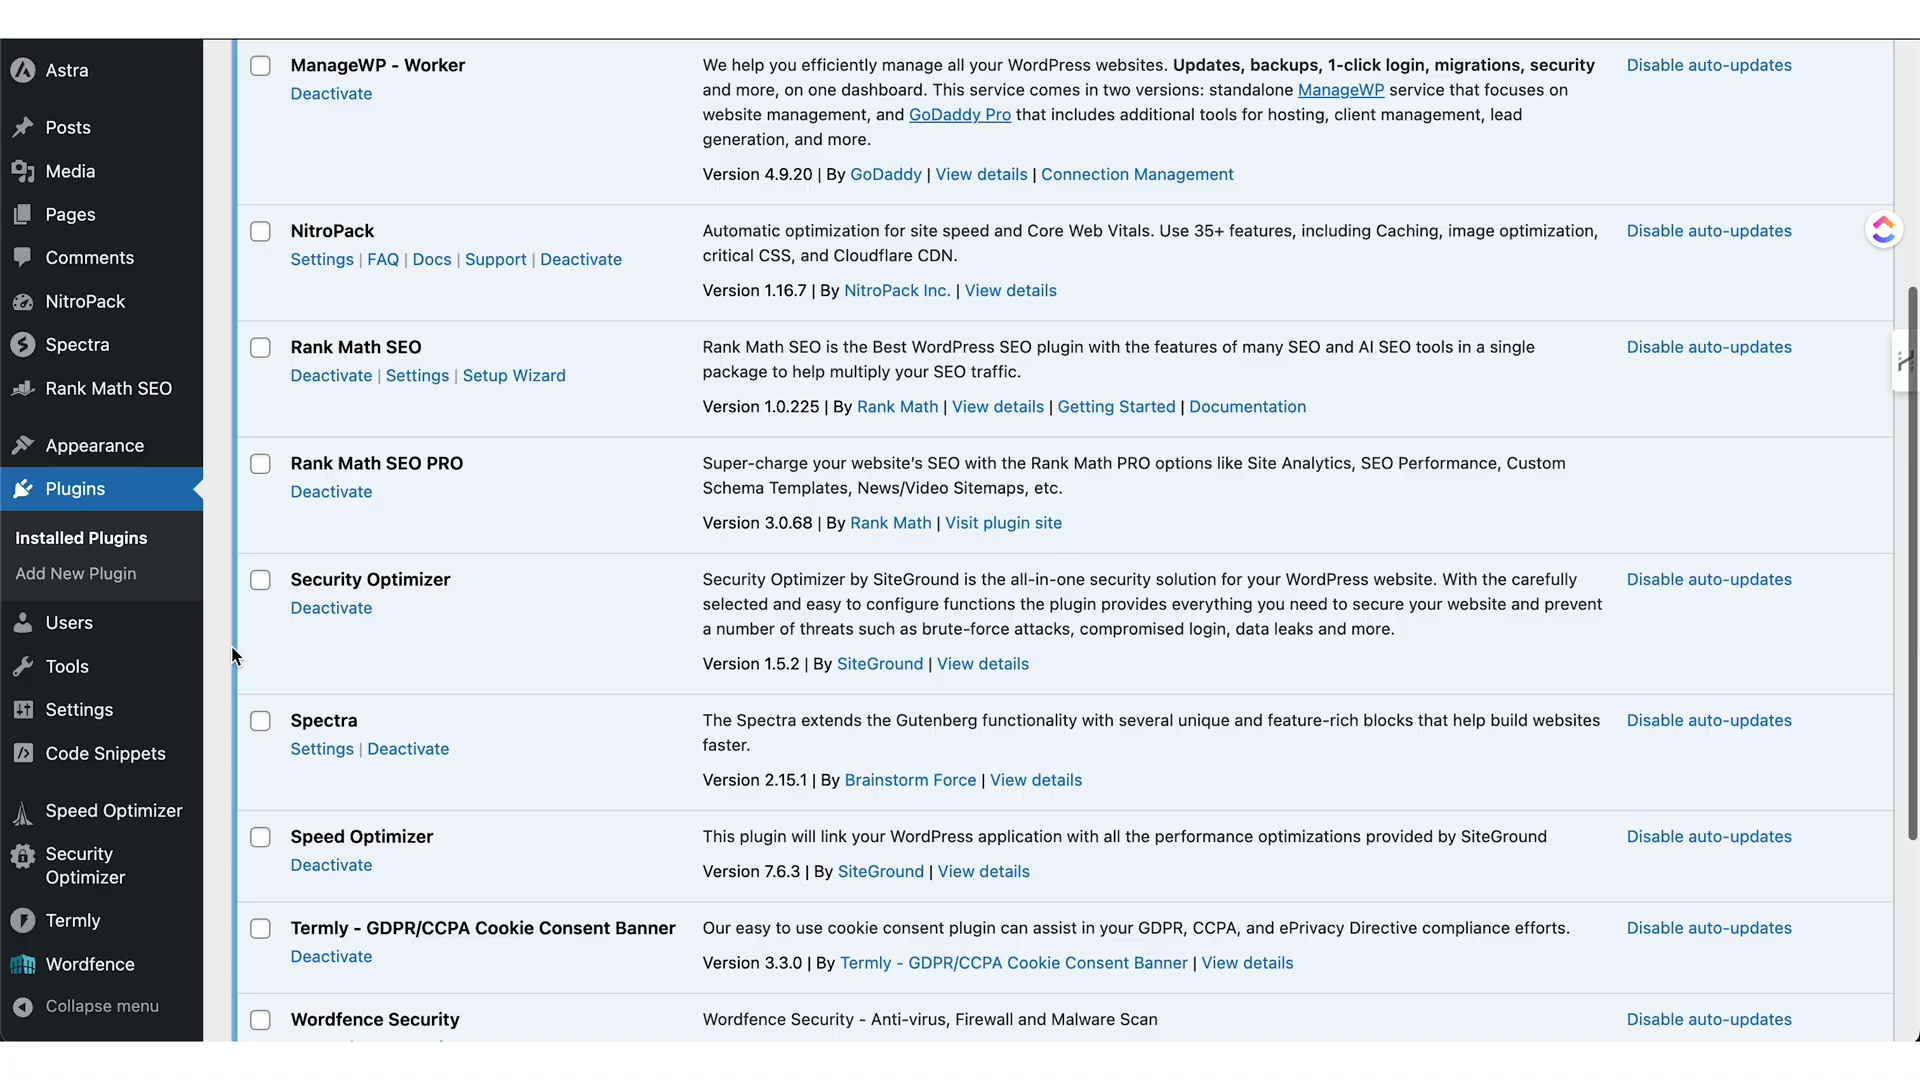 Astra
Posts
Media
Pages
Comments
NitroPack
Spectra
Rank Math SEO
Appearance
Plugins
Installed Plugins
Add New Plugin
Users
Tools
Settings
Code Snippets
Speed Optimizer
Security
Optimizer
Termly
Wordfence
Collapse menu
ManageWP - Worker
Deactivate
We help you efficiently manage all your WordPress websites. Updates, backups, 1-click login, migrations, security
and more, on one dashboard. This service comes in two versions: standalone ManageWP service that focuses on
website management, and GoDaddy Pro that includes additional tools for hosting, client management, lead
generation, and more.
Version 4.9.20 | By GoDaddy | View details | Connection Management
Disable auto-updates
NitroPack
Settings | FAQ | Docs | Support | Deactivate
Automatic optimization for site speed and Core Web Vitals. Use 35+ features, including Caching, image optimization,
critical CSS, and Cloudflare CDN.
Version 1.16.7 | By NitroPack Inc. | View details
Disable auto-updates
Rank Math SEO
Deactivate | Settings | Setup Wizard
Rank Math SEO is the Best WordPress SEO plugin with the features of many SEO and AI SEO tools in a single
package to help multiply your SEO traffic.
Version 1.0.225 | By Rank Math | View details | Getting Started | Documentation
Disable auto-updates
Rank Math SEO PRO
Deactivate
Super-charge your website's SEO with the Rank Math PRO options like Site Analytics, SEO Performance, Custom
Schema Templates, News/Video Sitemaps, etc.
Version 3.0.68 | By Rank Math | Visit plugin site
Security Optimizer
Deactivate
Security Optimizer by SiteGround is the all-in-one security solution for your WordPress website. With the carefully
selected and easy to configure functions the plugin provides everything you need to secure your website and prevent
a number of threats such as brute-force attacks, compromised login, data leaks and more.
Version 1.5.2 | By SiteGround | View details
Disable auto-updates
Spectra
Settings | Deactivate
The Spectra extends the Gutenberg functionality with several unique and feature-rich blocks that help build websites
faster.
Version 2.15.1 | By Brainstorm Force | View details
Disable auto-updates
Speed Optimizer
Deactivate
This plugin will link your WordPress application with all the performance optimizations provided by SiteGround
Version 7.6.3 | By SiteGround | View details
Disable auto-updates
Termly - GDPR/CCPA Cookie Consent Banner
Deactivate
Our easy to use cookie consent plugin can assist in your GDPR, CCPA, and ePrivacy Directive compliance efforts.
Version 3.3.0 | By Termly - GDPR/CCPA Cookie Consent Banner | View details
Disable auto-updates
Wordfence Security
Wordfence Security - Anti-virus, Firewall and Malware Scan
Disable auto-updates